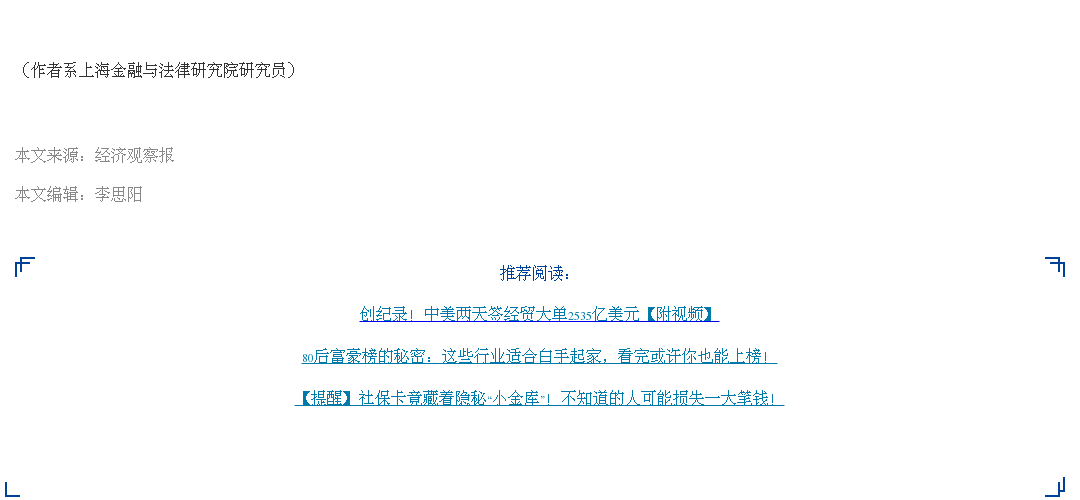 （作者系上海金融与法律研究院研究员）
本文来源：经济观察报
本文编辑：李思阳
推荐阅读：
创纪录！中美两天签经贸大单2535亿美元【附视频】
80后富豪榜的秘密：这些行业适合白手起家，看完或许你也能上榜！
【提醒】社保卡竟藏着隐秘“小金库”！不知道的人可能损失一大笔钱！